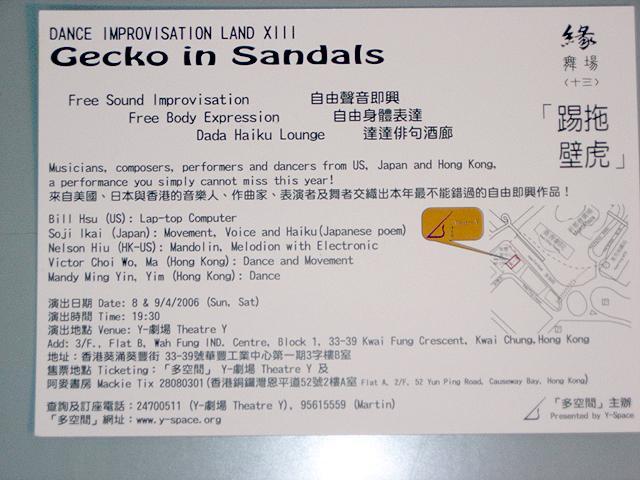 DANCE IMPROVISATION LAND XIII
Gecko in Sandals
緣
舞場
(十三)
「踢拖
壁虎」
Free Sound Improvisation 自由聲音即興
Free Body Expression 自由身體表達
Dada Haiku Lounge 達達俳句酒廊
Musicians, composers, performers and dancers from US, Japan and Hong Kong,
a performance you simply cannot miss this year!
來自美國、日本與香港的音樂人、作曲家、表演者及舞者交織出本年最不能錯過的自由即興作品！
Bill Hsu (US): Lap-top Computer
Soji Ikai (Japan): Movement, Voice and Haiku(Japanese poem)
Nelson Hiu (HK-US): Mandolin, Melodion with Electronic
Victor Choi Wo, Ma (Hong Kong): Dance and Movement
Mandy Ming Yin, Yim (Hong Kong): Dance
演出日期 Date: 8 & 9/4/2006 (Sun, Sat)
演出時間 Time: 19:30
演出地點 Venue: Y-劇場 Theatre Y
Add: 3/F., Flat B, Wah Fung IND. Centre, Block 1, 33-39 Kwai Fung Crescent, Kwai Chung, Hong Kong
地址：香港葵涌葵豐街 33-39號華豐工業中心第一期3字樓B室
售票地點 Ticketing:「多空間」 Y-劇場 Theatre Y 及
阿麥書房 Mackie Tix 28080301(香港銅鑼灣恩平道52號2樓A室 Flat A, 2/F, 52 Yun Ping Road, Causeway Bay, Hong Kong)
查詢及訂座電話：24700511 (Y-劇場 Theatre Y), 95615559 (Martin)
「多空間」網址：www.y-space.org
「多空間」主辦
Presented by Y-Space